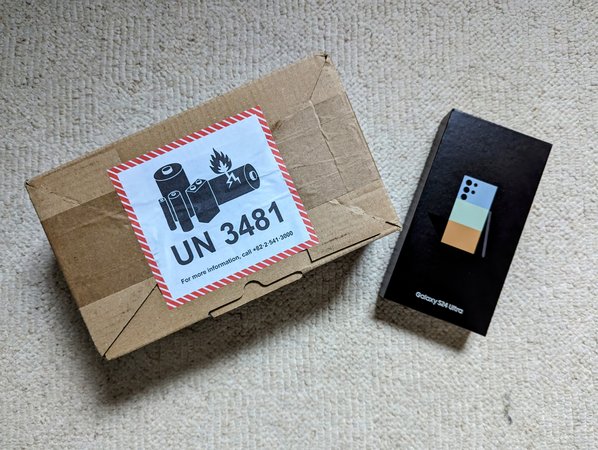 UN 3481
For more information, call +82-2-541-3000
Galaxy S24 Ultra